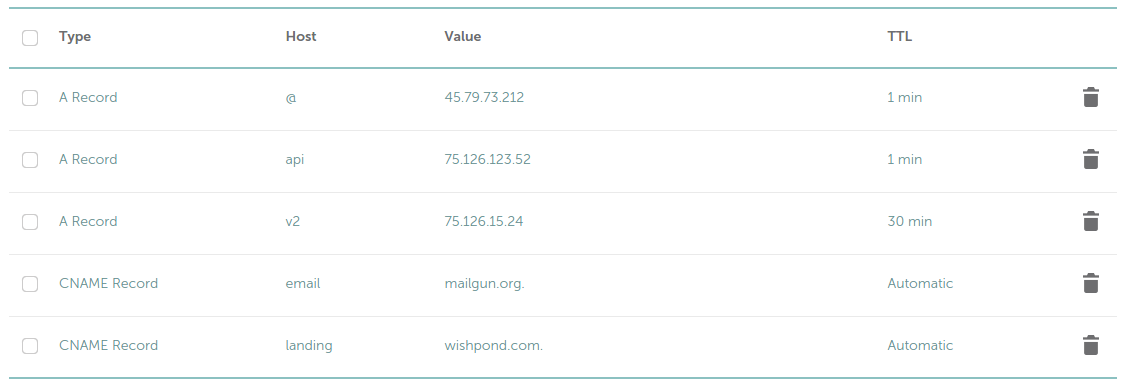 Type Host Value TTL
A Record @ 45.79.73.212 1 min
A Record api 75.126.123.52 1 min
A Record v2 75.126.15.24 30 min
CNAME Record email mailgun.org. Automatic
CNAME Record landing wishpond.com. Automatic